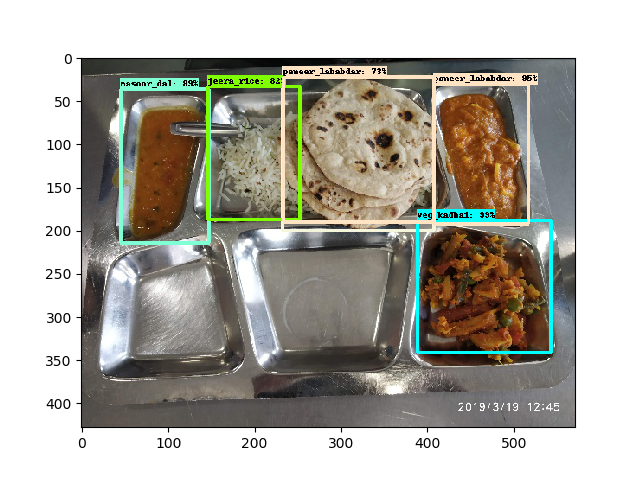 masoor_dal: 89%
jeera_rice: 82
paneer_lababdar: 73%
paneer_lababdar: 95%
veg_kadhai: 99%
0
50
100
150
200
250
300
350
400
0 100 200 300 400 500
2019/3/19 12:45